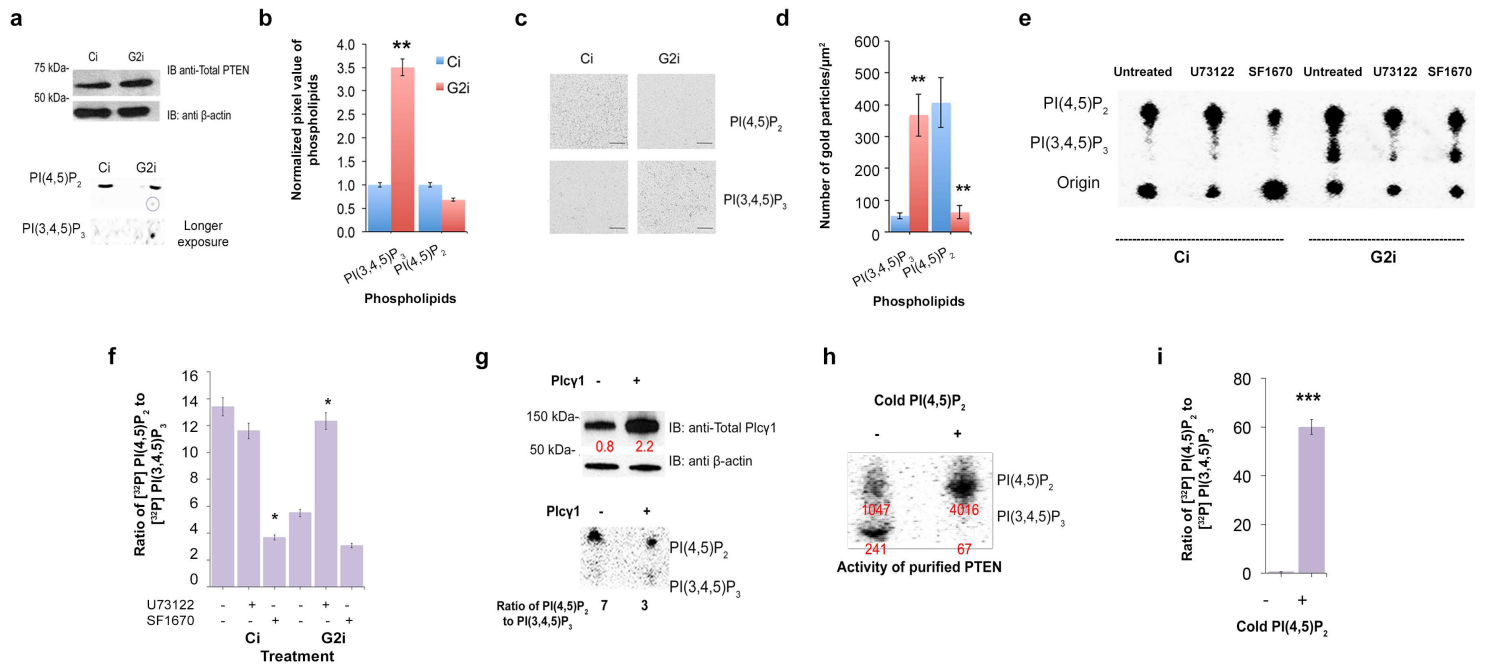 a
Ci G2i
75 kDa-
IB anti-Total PTEN
50 kDa-
IB: anti β-actin
Ci G2i
PI(4,5)P2
PI(3,4,5)P3
Longer
exposure
b
Normalized pixel value of
phospholipids
4.0
3.5
3.0
2.5
2.0
1.5
1.0
0.5
0.0
**
Ci
G2i
PI(3,4,5)P3
PI(4,5)P2
Phospholipids
c
Ci G2i
PI(4,5)P2
PI(3,4,5)P3
d
Number of gold particles/μm2
600
500
400
300
200
100
0
**
**
PI(3,4,5)P3
PI(4,5)P2
Phospholipids
e
Untreated U73122 SF1670 Untreated U73122 SF1670
PI(4,5)P2
PI(3,4,5)P3
Origin
Ci G2i
f
Ratio of [32P] PI(4,5)P2 to
[32P] PI(3,4,5)P3
16
14
12
14
8
6
4
2
0
*
*
U73122 - + - - + -
SF1670 - - + - - +
Ci G2i
Treatment
g
Plcγ1 - +
150 kDa-
IB: anti-Total Plcγ1
0.8 2.2
50 kDa-
IB: anti β-actin
Plcγ1 - +
PI(4,5)P2
PI(3,4,5)P3
Ratio of PI(4,5)P2 7 3
to PI(3,4,5)P3
h
Cold PI(4,5)P2
- +
PI(4,5)P2
1047 4016
PI(3,4,5)P3
241 67
Activity of purified PTEN
i
Ratio of [32P] PI(4,5)P2 to
[32P] PI(3,4,5)P3
80
60
40
20
0
***
- +
Cold PI(4,5)P2